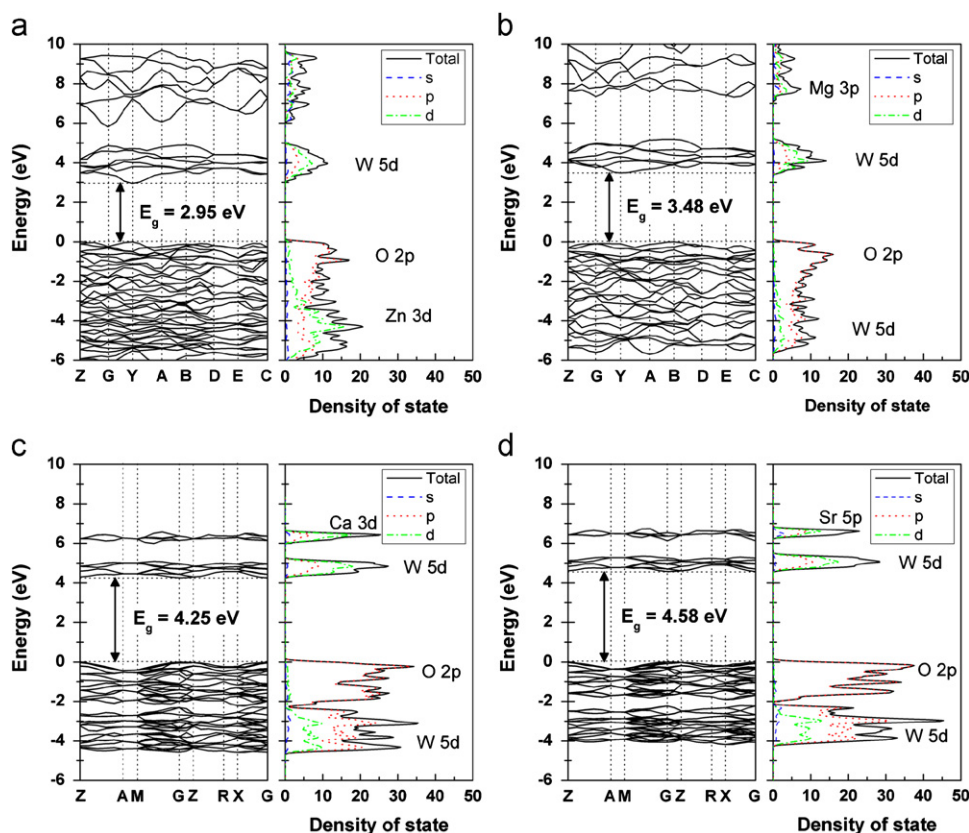 a
10
8
6
4
2
0
-2
-4
-6
Energy (eV)
E_g = 2.95 eV
Z G Y A B D E C
Total
s
p
d
W 5d
O 2p
Zn 3d
0 10 20 30 40 50
Density of state
b
10
8
6
4
2
0
-2
-4
-6
Energy (eV)
E_g = 3.48 eV
Z G Y A B D E C
Total
s
p
d
Mg 3p
W 5d
O 2p
W 5d
0 10 20 30 40 50
Density of state
c
10
8
6
4
2
0
-2
-4
-6
Energy (eV)
E_g = 4.25 eV
Z A M G Z R X G
Total
s
p
d
Ca 3d
W 5d
O 2p
W 5d
0 10 20 30 40 50
Density of state
d
10
8
6
4
2
0
-2
-4
-6
Energy (eV)
E_g = 4.58 eV
Z A M G Z R X G
Total
s
p
d
Sr 5p
W 5d
O 2p
W 5d
0 10 20 30 40 50
Density of state